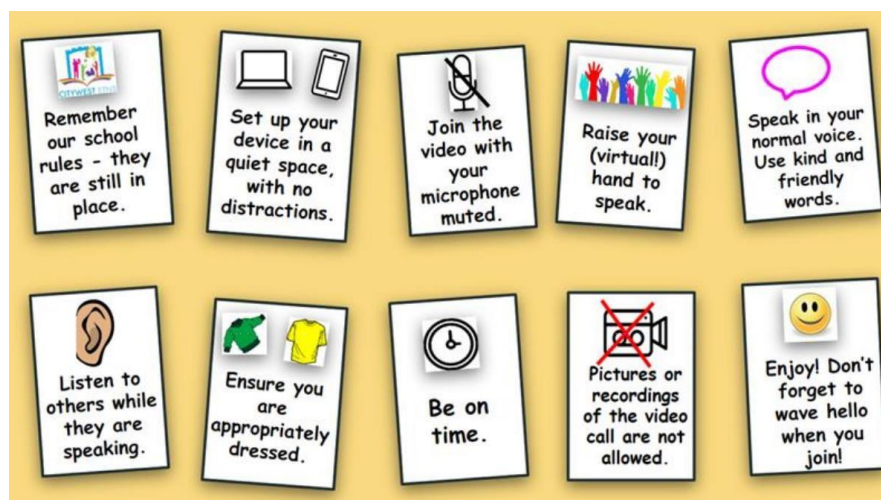 CITYWEST ETNS
Remember
our school
rules - they
are still in
place.
Set up your
device in a
quiet space,
with no
distractions.
Join the
video with
your
microphone
muted.
Raise your
(virtual!)
hand to
speak.
Speak in your
normal voice.
Use kind and
friendly
words.
Listen to
others while
they are
speaking.
Ensure you
are
appropriately
dressed.
Be on
time.
Pictures or
recordings
of the video
call are not
allowed.
Enjoy! Don't
forget to
wave hello
when you
join!